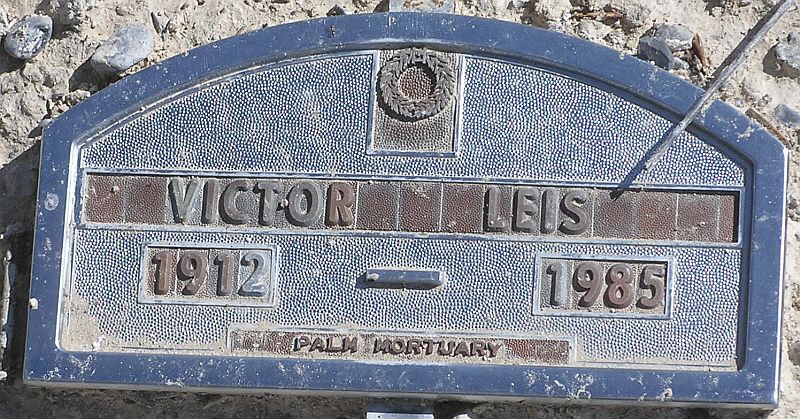 VICTOR LEIS
1912 - 1985
PALM MORTUARY